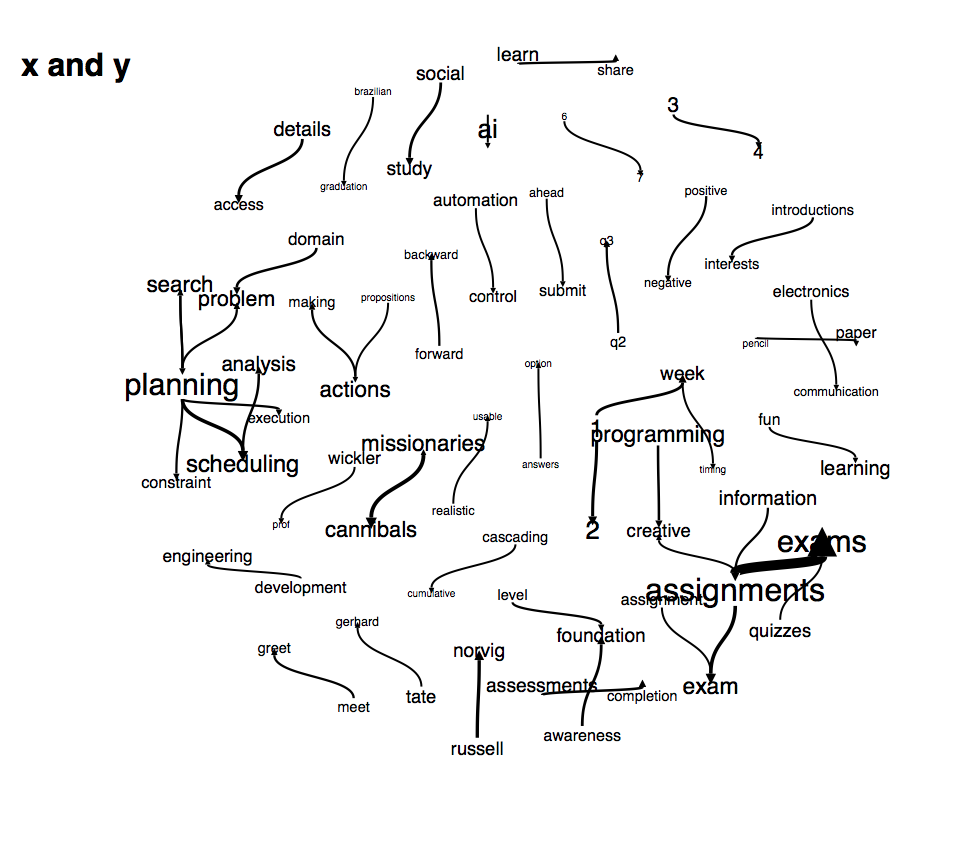 x and y
learn
share
social
brazilian
details
ai
6
3
4
study
7
graduation
access
automation
ahead
positive
introductions
domain
backward
q3
interests
search
problem
making
propositions
control
submit
negative
electronics
forward
q2
pencil
paper
planning
analysis
actions
option
week
communication
execution
usable
1
programming
fun
missionaries
scheduling
wickler
answers
timing
learning
constraint
realistic
information
prof
cannibals
cascading
2
creative
exams
engineering
development
cumulative
level
assignment
assignments
gerhard
foundation
quizzes
greet
norvig
assessments
completion
exam
meet
tate
russell
awareness